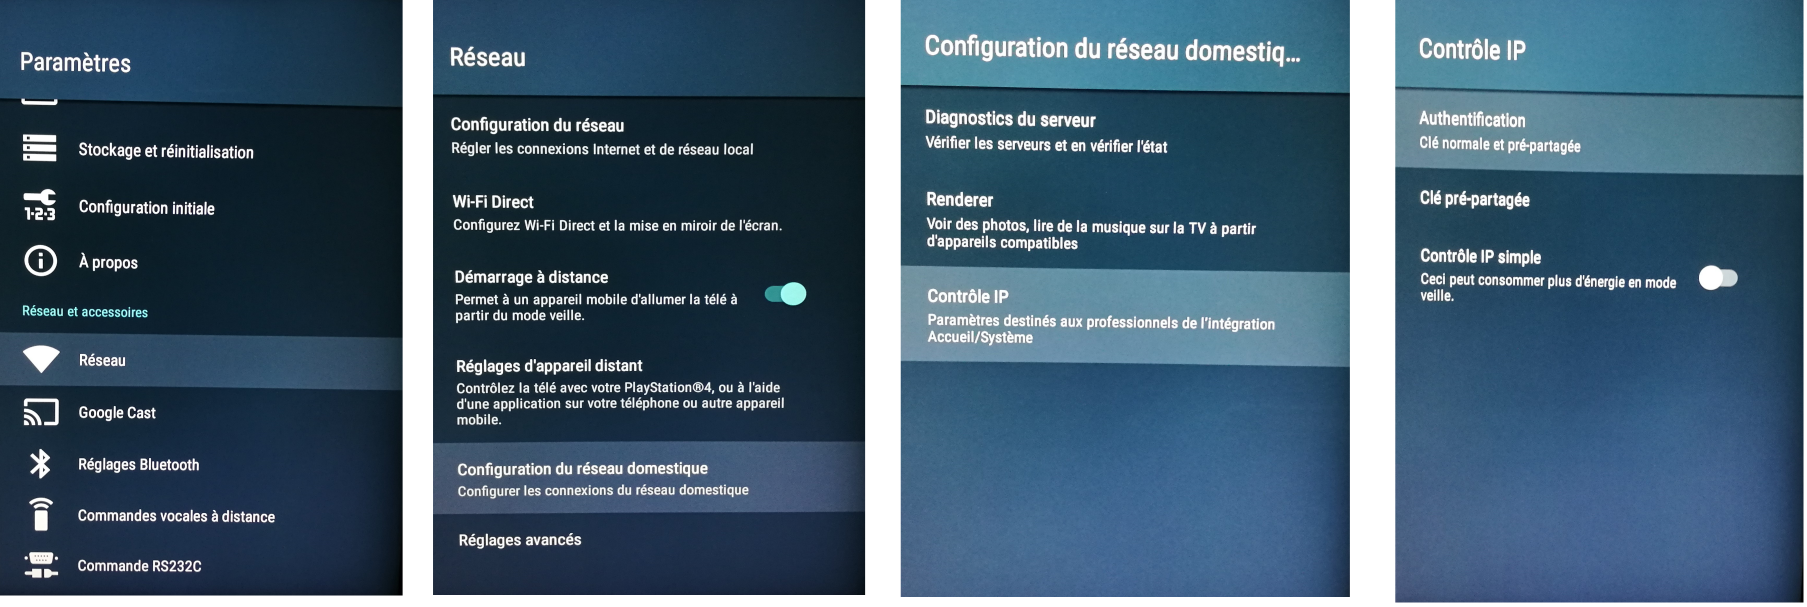 Paramètres
Stockage et réinitialisation
1-2-3
Configuration initiale
À propos
Réseau et accessoires
Réseau
Google Cast
Réglages Bluetooth
Commandes vocales à distance
Commande RS232C
Réseau
Configuration du réseau
Régler les connexions Internet et de réseau local
Wi-Fi Direct
Configurez Wi-Fi Direct et la mise en miroir de l'écran.
Démarrage à distance
Permet à un appareil mobile d'allumer la télé à
partir du mode veille.
Réglages d'appareil distant
Contrôlez la télé avec votre PlayStation®4, ou à l'aide
d'une application sur votre téléphone ou autre appareil
mobile.
Configuration du réseau domestique
Configurer les connexions du réseau domestique
Réglages avancés
Configuration du réseau domestiq...
Diagnostics du serveur
Vérifier les serveurs et en vérifier l'état
Renderer
Voir des photos, lire de la musique sur la TV à partir
d'appareils compatibles
Contrôle IP
Paramètres destinés aux professionnels de l'intégration
Accueil/Système
Contrôle IP
Authentification
Clé normale et pré-partagée
Clé pré-partagée
Contrôle IP simple
Ceci peut consommer plus d'énergie en mode
veille.